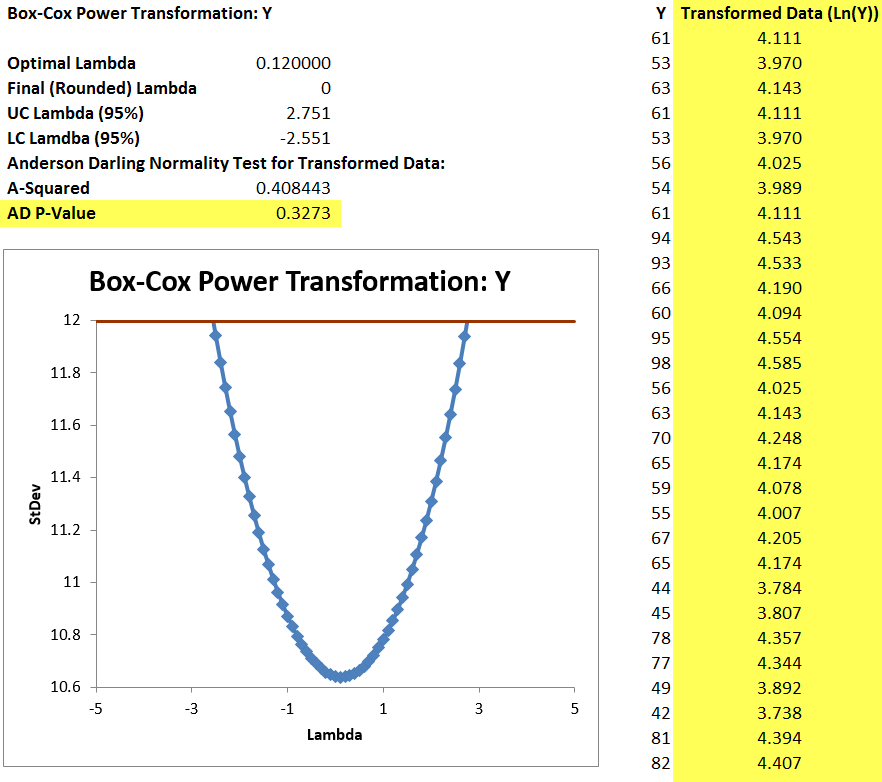 Box-Cox Power Transformation: Y
Optimal Lambda 0.120000
Final (Rounded) Lambda 0
UC Lambda (95%) 2.751
LC Lamdba (95%) -2.551
Anderson Darling Normality Test for Transformed Data:
A-Squared 0.408443
AD P-Value 0.3273
Box-Cox Power Transformation: Y
12
11.8
11.6
11.4
11.2
11
10.8
10.6
StDev
-5 -3 -1 1 3 5
Lambda
Y Transformed Data (Ln(Y))
61 4.111
53 3.970
63 4.143
61 4.111
53 3.970
56 4.025
54 3.989
61 4.111
94 4.543
93 4.533
66 4.190
60 4.094
95 4.554
98 4.585
56 4.025
63 4.143
70 4.248
65 4.174
59 4.078
55 4.007
67 4.205
65 4.174
44 3.784
45 3.807
78 4.357
77 4.344
49 3.892
42 3.738
81 4.394
82 4.407